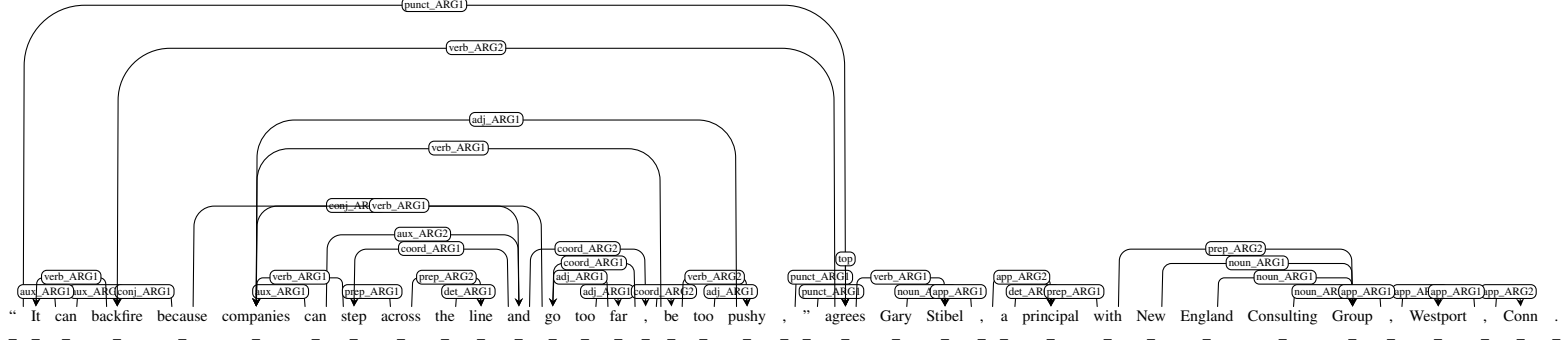 punct_ARG1
verb_ARG2
adj_ARG1
verb_ARG1
verb_ARG1
aux_ARG2
coord_ARG1 coord_ARG2 prep_ARG2
top
coord_ARG1 noun_ARG1
verb_ARG1 verb_ARG1 prep_ARG2 adj_ARG1 verb_ARG2 punct_ARG1 verb_ARG1 app_ARG2 noun_ARG1
aux_ARG1 conj_ARG1 aux_ARG1 prep_ARG1 det_ARG1 adj_ARG1 coord_ARG2 adj_ARG1 punct_ARG1 app_ARG1 prep_ARG1 app_ARG1 app_ARG1 app_ARG2
“ It can backfire because companies can step across the line and go too far , be too pushy , ” agrees Gary Stibel , a principal with New England Consulting Group , Westport , Conn .
_ _ _ _ _ _ _ _ _ _ _ _ _ _ _ _ _ _ _ _ _ _ _ _ _ _ _ _ _ _ _ _ _ _ _ _ _